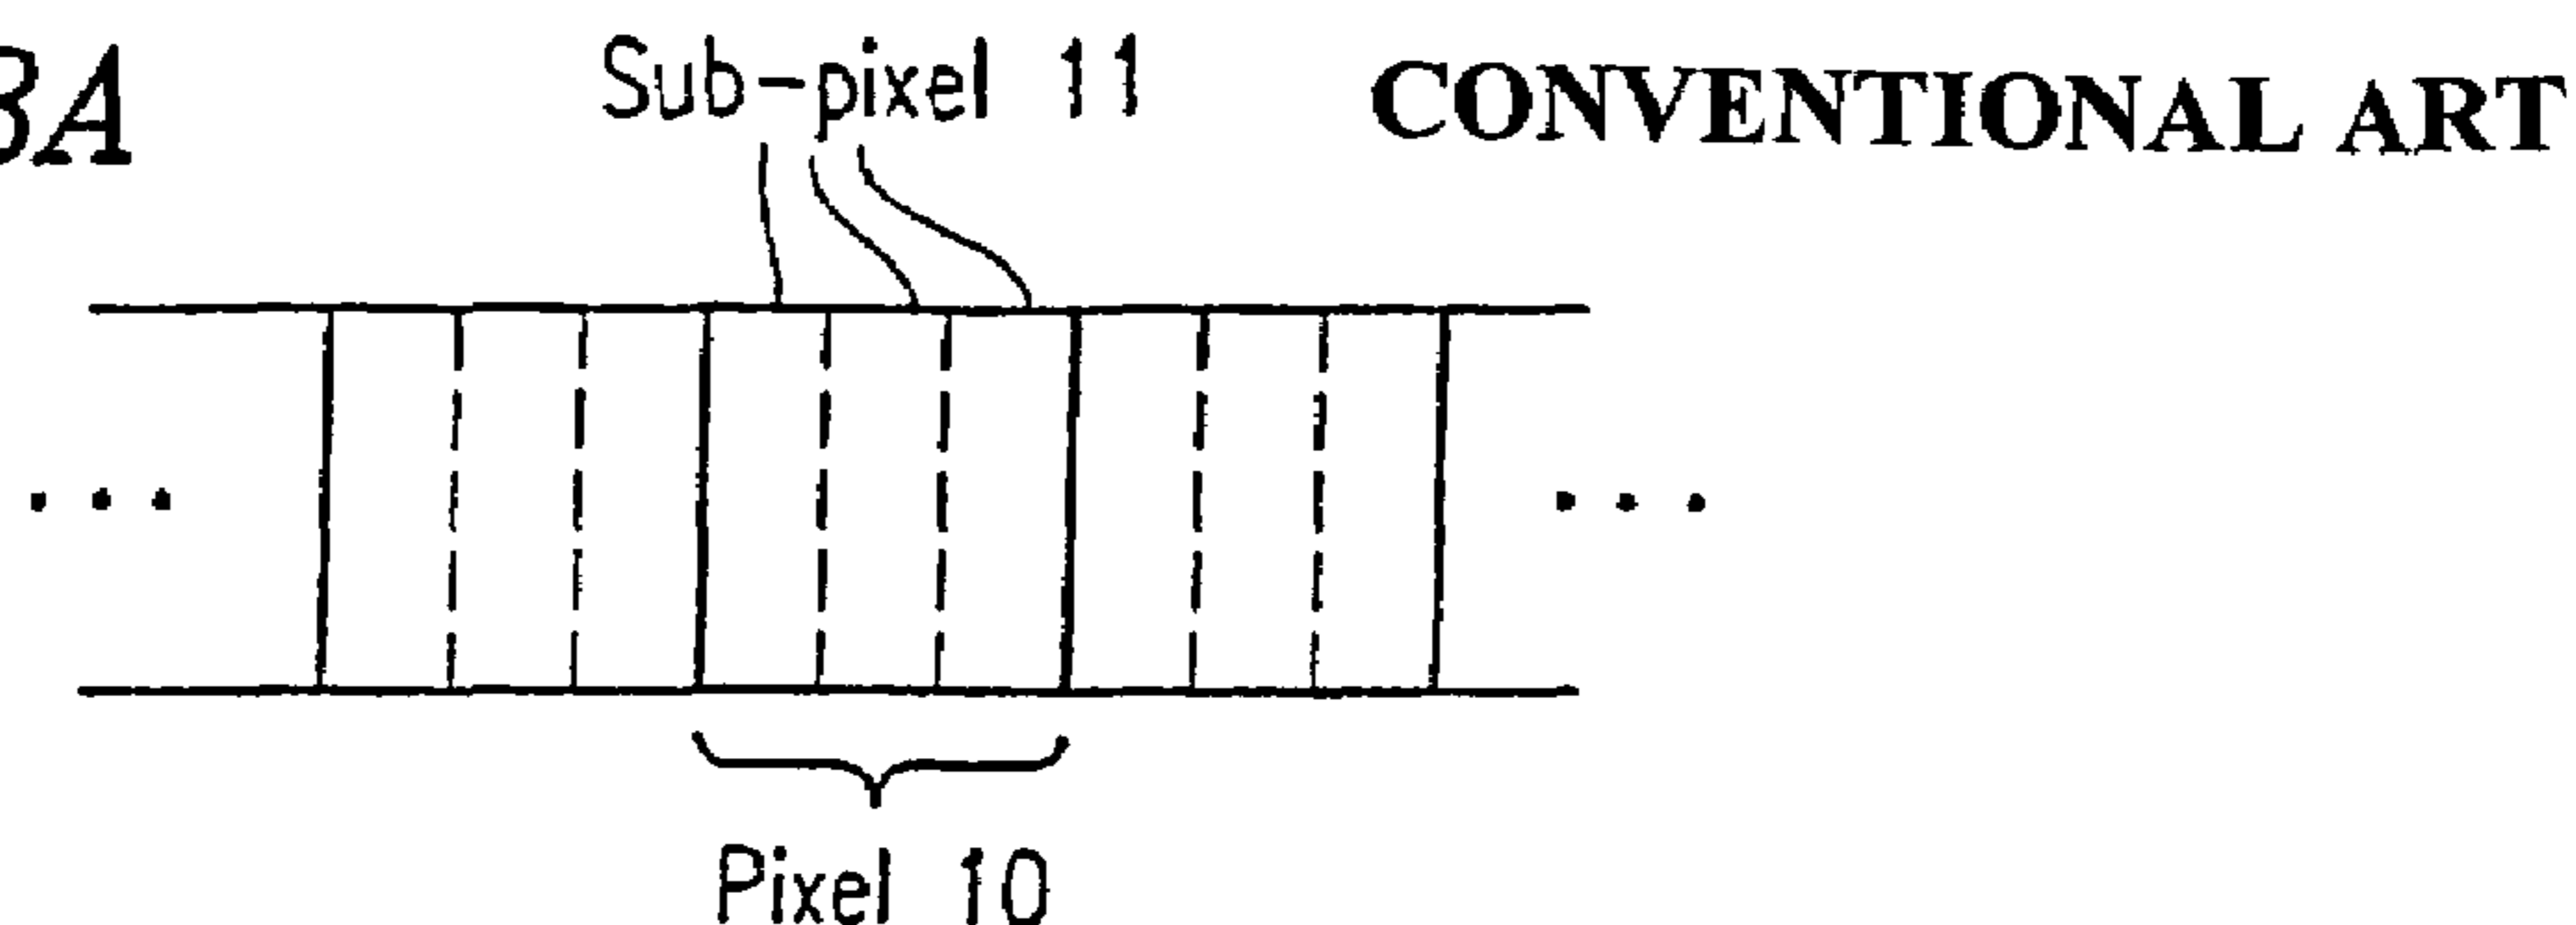 3A
Sub-pixel 11
CONVENTIONAL ART
. . .
. . .
Pixel 10